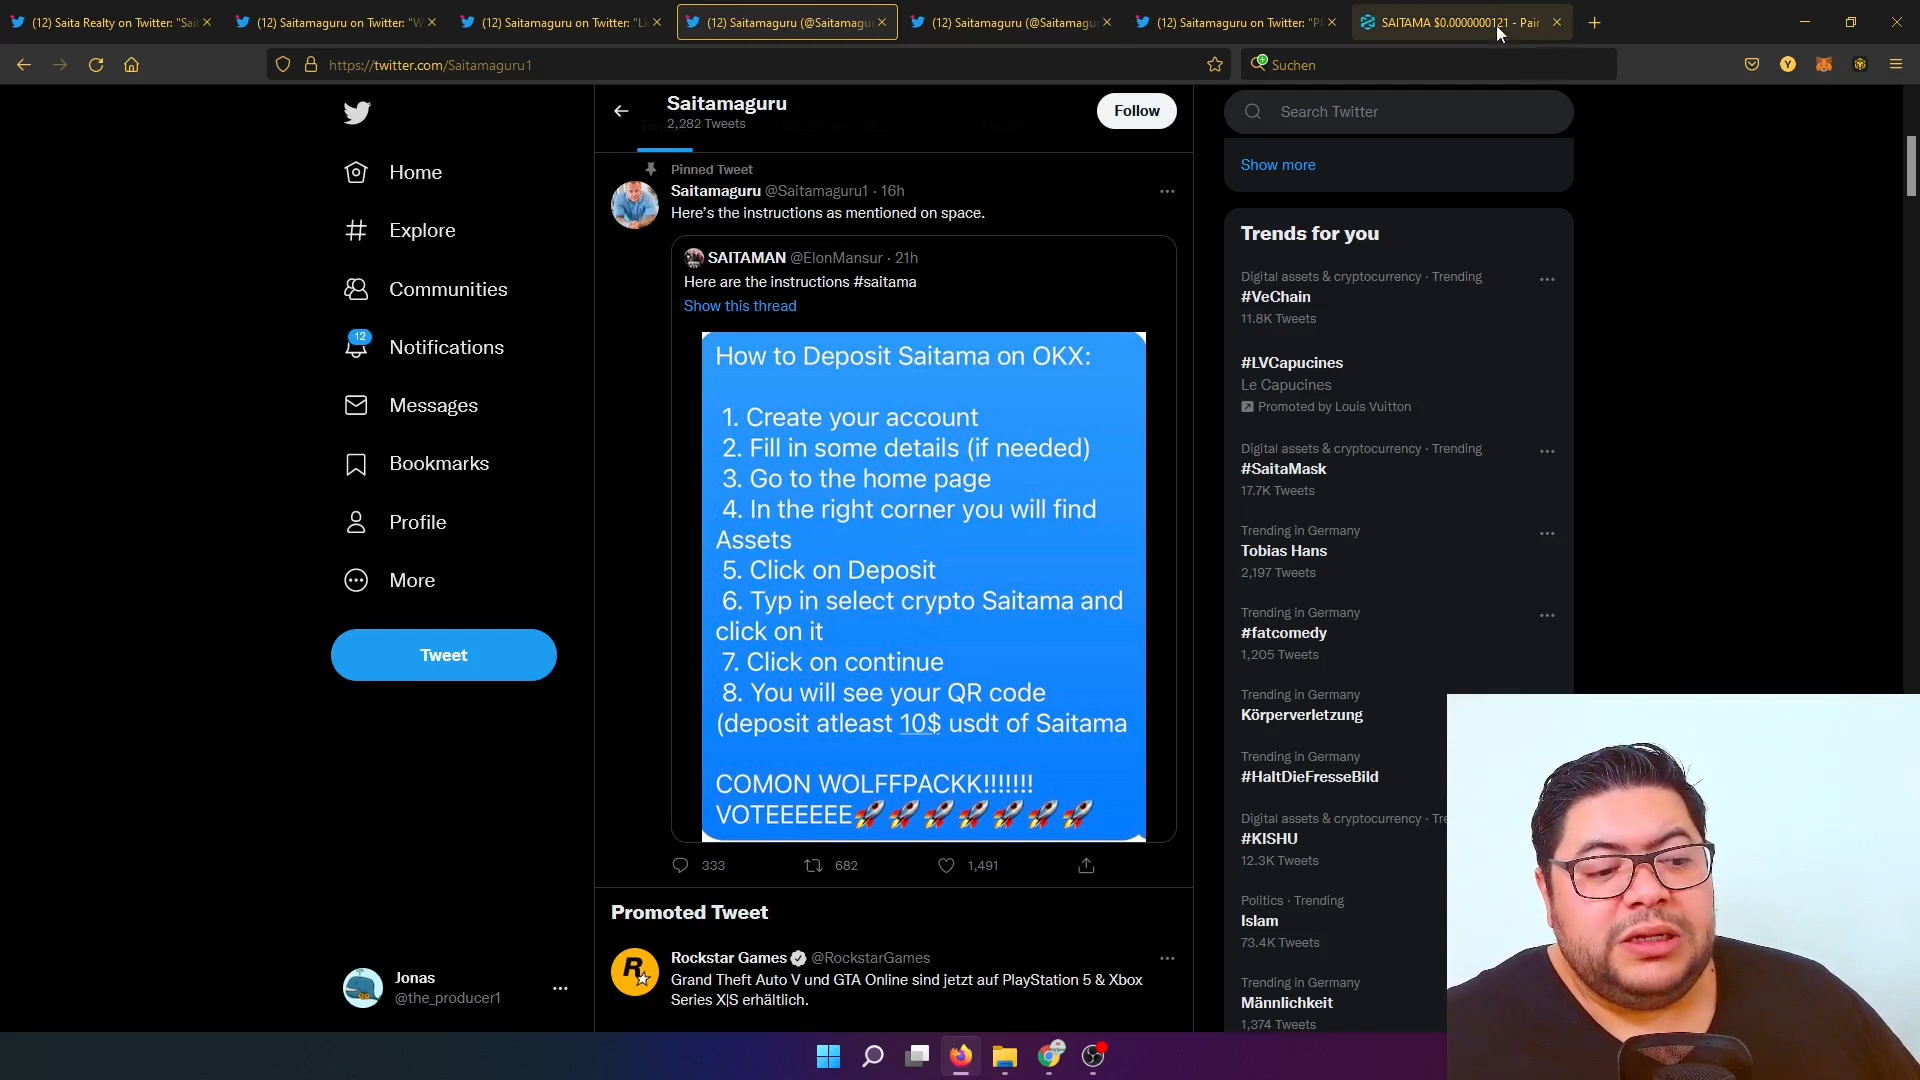 (12) Saita Realty on Twitter: "Sait
(12) Saitamaguru on Twitter: "W
(12) Saitamaguru on Twitter: "Li
(12) Saitamaguru (@Saitamagu
(12) Saitamaguru (@Saitamagu
(12) Saitamaguru on Twitter: "Pl
SAITAMA $0.0000000121 - Pair
https://twitter.com/Saitamaguru1
Suchen
Home
Explore
Communities
12
Notifications
Messages
Bookmarks
Profile
More
Tweet
Jonas
@the_producer1
Saitamaguru
2,282 Tweets
Follow
Pinned Tweet
Saitamaguru @Saitamaguru1 · 16h
Here's the instructions as mentioned on space.
SAITAMAN @ElonMansur · 21h
Here are the instructions #saitama
Show this thread
How to Deposit Saitama on OKX:
1. Create your account
2. Fill in some details (if needed)
3. Go to the home page
4. In the right corner you will find
Assets
5. Click on Deposit
6. Typ in select crypto Saitama and
click on it
7. Click on continue
8. You will see your QR code
(deposit atleast 10$ usdt of Saitama
COMON WOLFFPACKK!!!!!!!
VOTEEEEEE🚀🚀🚀🚀🚀🚀🚀
333
682
1,491
Promoted Tweet
Rockstar Games @RockstarGames
Grand Theft Auto V und GTA Online sind jetzt auf PlayStation 5 & Xbox
Series X|S erhältlich.
Search Twitter
Show more
Trends for you
Digital assets & cryptocurrency · Trending
#VeChain
11.8K Tweets
#LVCapucines
Le Capucines
Promoted by Louis Vuitton
Digital assets & cryptocurrency · Trending
#SaitaMask
17.7K Tweets
Trending in Germany
Tobias Hans
2,197 Tweets
Trending in Germany
#fatcomedy
1,205 Tweets
Trending in Germany
Körperverletzung
Trending in Germany
#HaltDieFresseBild
Digital assets & cryptocurrency · Tre
#KISHU
12.3K Tweets
Politics · Trending
Islam
73.4K Tweets
Trending in Germany
Männlichkeit
1,374 Tweets